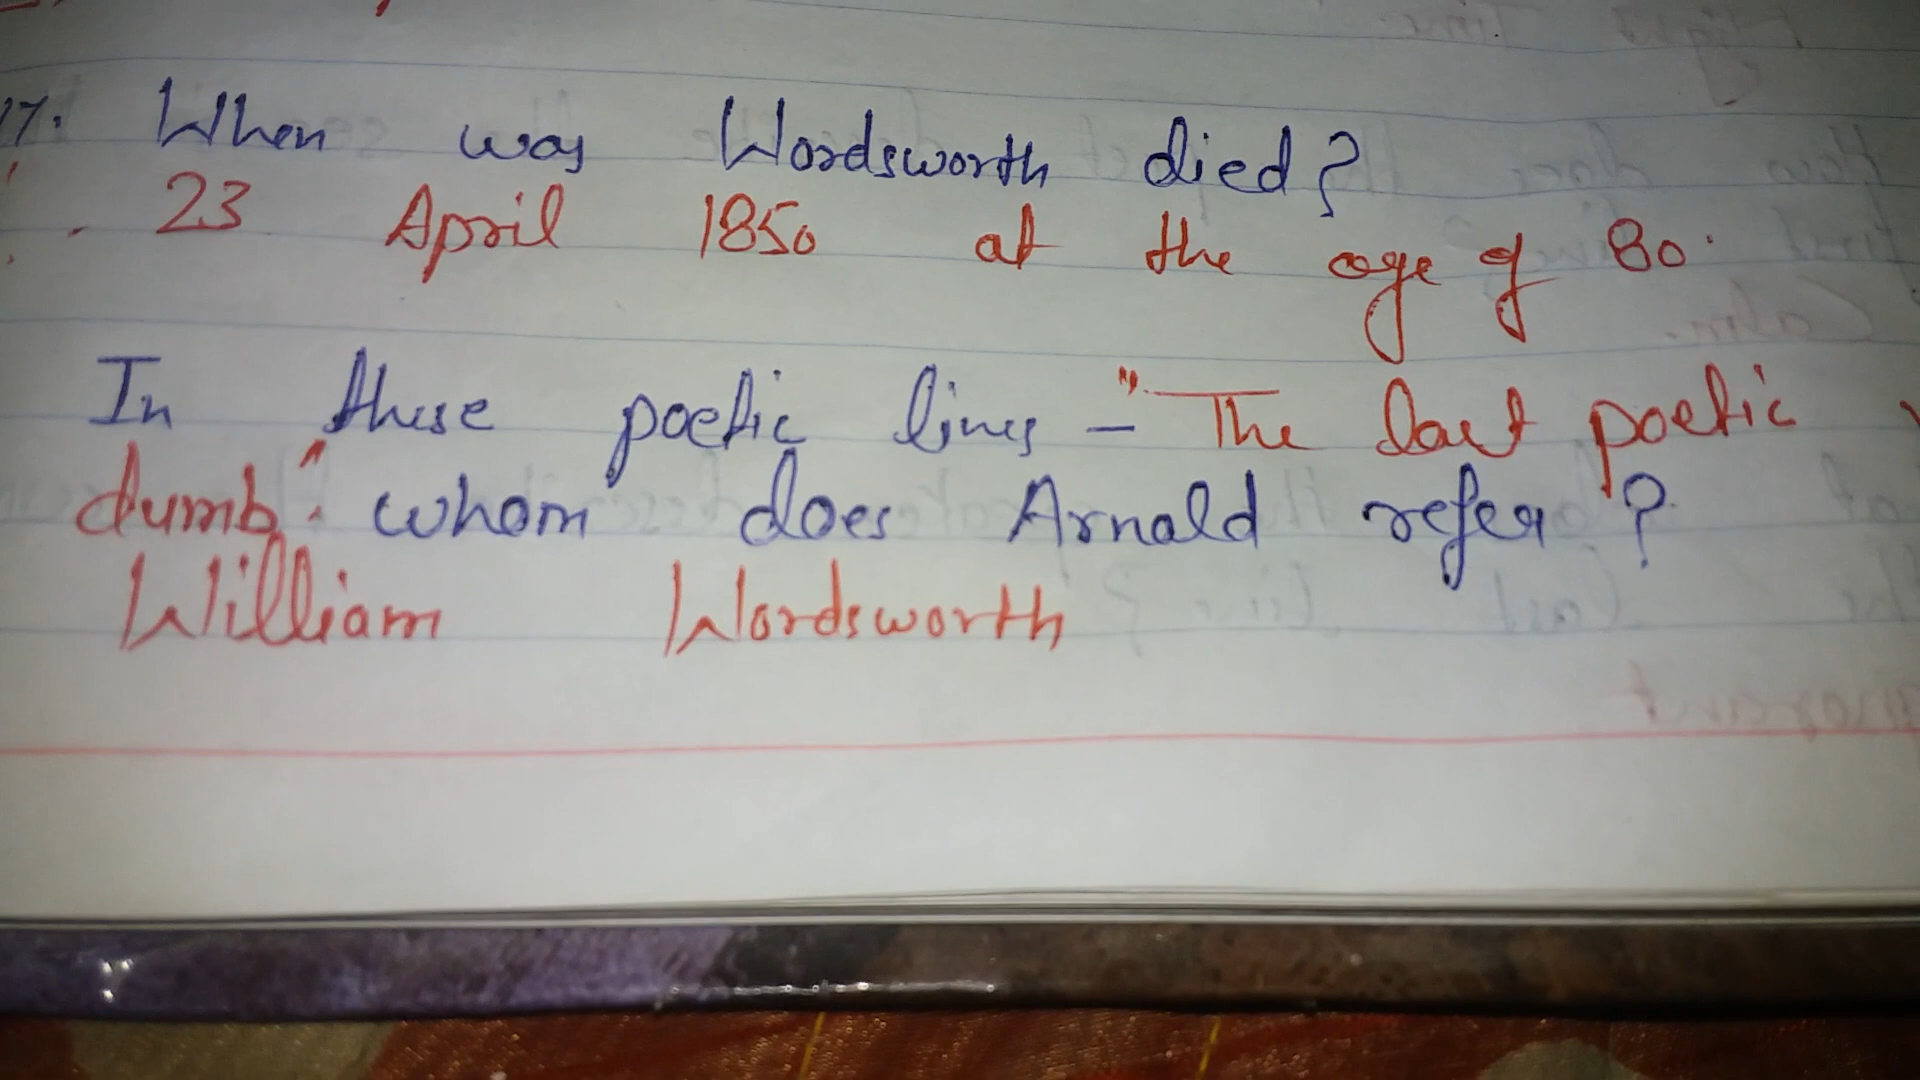 17. When was Wordsworth died?
23 April 1850 at the age of 80.
In these poetic lines - "The last poetic
dumb". whom does Arnold refer?
William Wordsworth